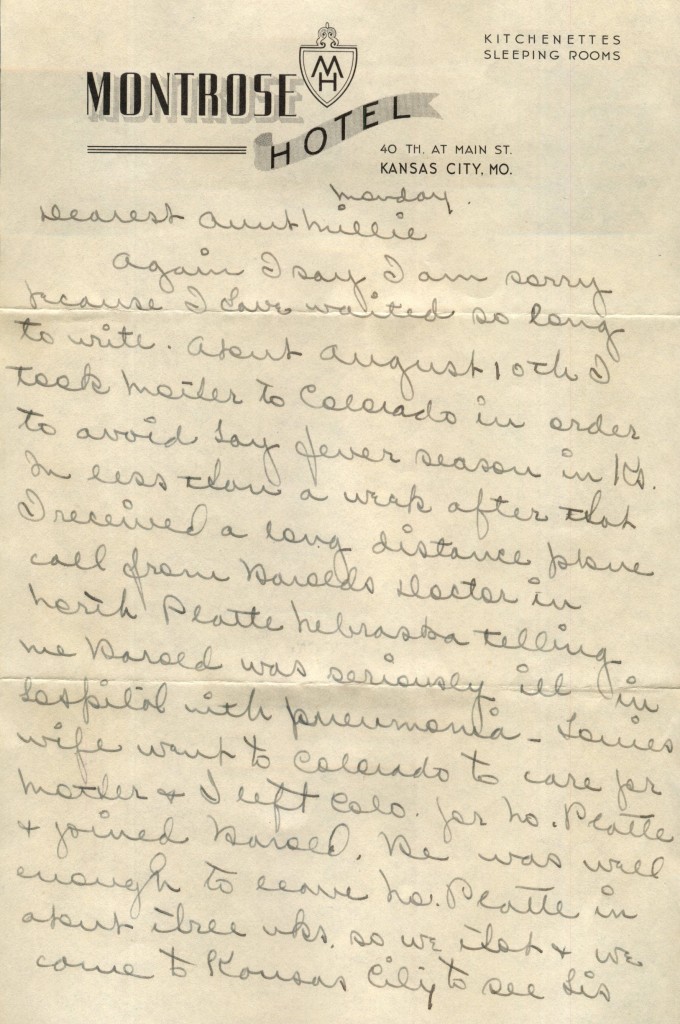 KITCHENETTES
SLEEPING ROOMS
MH
MONTROSE
HOTEL
40 TH. AT MAIN ST.
KANSAS CITY, MO.
Monday.
Dearest Aunt Millie
Again I say I am sorry
because I have waited so long
to write. About August 10th I
took Mother to Colorado in order
to avoid hay fever season in Ks.
In less than a week after that
I received a long distance phone
call from Harolds Doctor in
North Platte Nebraska telling
me Harold was seriously ill in
hospital with pneumonia - Louies
wife went to Colorado to care for
Mother & I left Colo. for No. Platte
& joined Harold. He was well
enough to leave No. Platte in
about three wks. so we that & we
come to Kansas City to see his